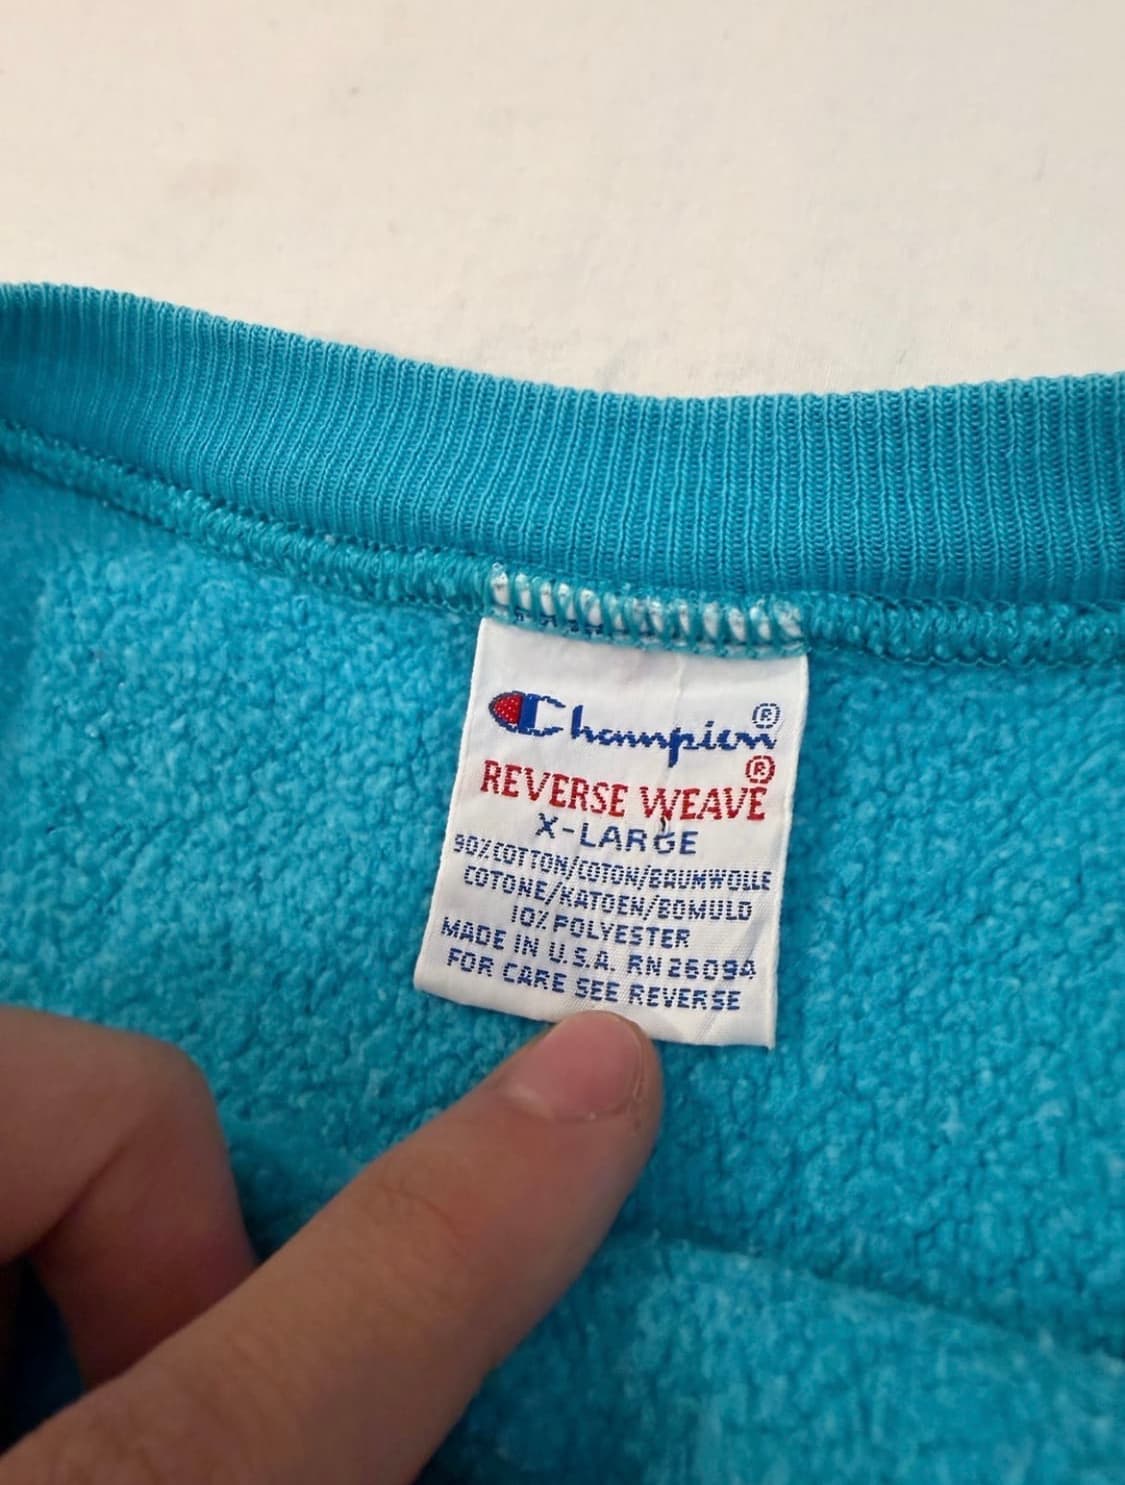 Champion®
REVERSE WEAVE®
X-LARGE
90% COTTON/COTON/BAUMWOLLE
COTONE/KATOEN/BOMULD
10% POLYESTER
MADE IN U.S.A. RN 26094
FOR CARE SEE REVERSE